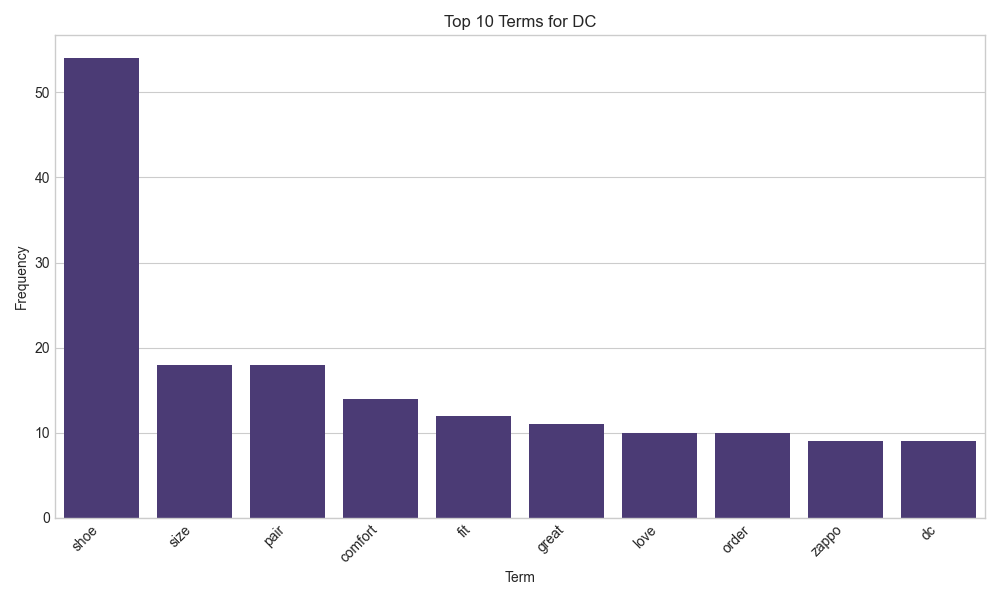 Top 10 Terms for DC
Frequency
50
40
30
20
10
0
shoe
size
pair
comfort
fit
great
love
order
zappo
dc
Term